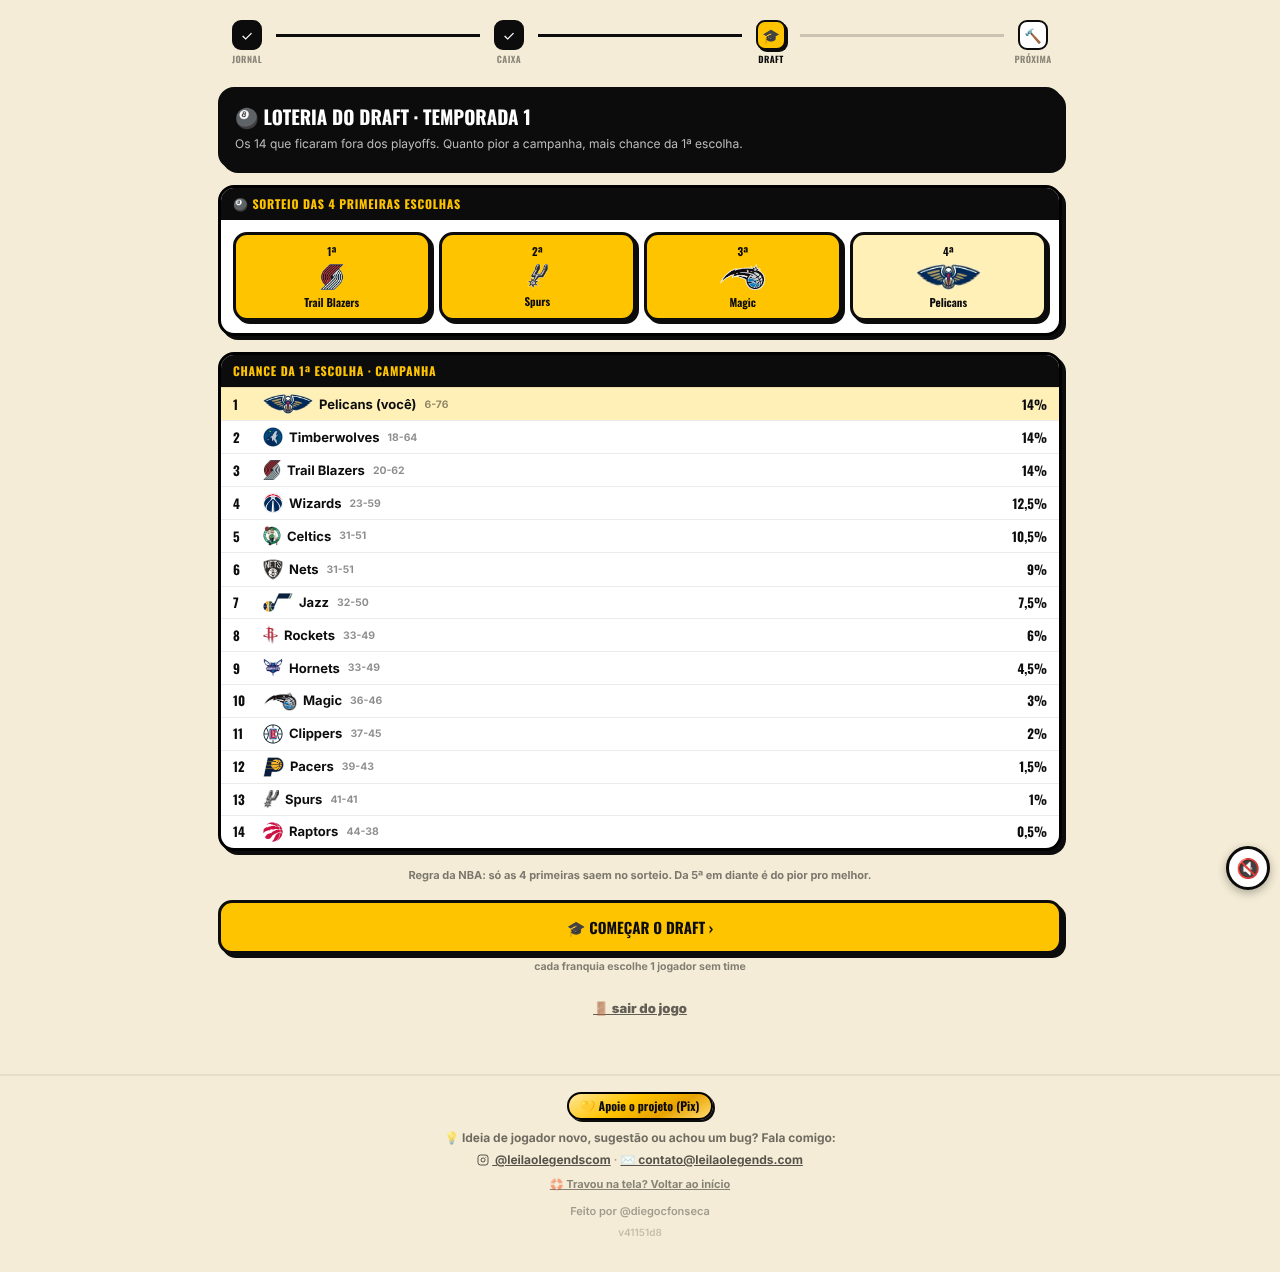 JORNAL
CAIXA
DRAFT
PRÓXIMA
LOTERIA DO DRAFT · TEMPORADA 1
Os 14 que ficaram fora dos playoffs. Quanto pior a campanha, mais chance da 1ª escolha.
SORTEIO DAS 4 PRIMEIRAS ESCOLHAS
1ª
Trail Blazers
2ª
Spurs
3ª
Magic
4ª
Pelicans
CHANCE DA 1ª ESCOLHA · CAMPANHA
1 Pelicans (você) 6-76 14%
2 Timberwolves 18-64 14%
3 Trail Blazers 20-62 14%
4 Wizards 23-59 12,5%
5 Celtics 31-51 10,5%
6 Nets 31-51 9%
7 Jazz 32-50 7,5%
8 Rockets 33-49 6%
9 Hornets 33-49 4,5%
10 Magic 36-46 3%
11 Clippers 37-45 2%
12 Pacers 39-43 1,5%
13 Spurs 41-41 1%
14 Raptors 44-38 0,5%
Regra da NBA: só as 4 primeiras saem no sorteio. Da 5ª em diante é do pior pro melhor.
COMEÇAR O DRAFT ›
cada franquia escolhe 1 jogador sem time
sair do jogo
Apoie o projeto (Pix)
Ideia de jogador novo, sugestão ou achou um bug? Fala comigo:
@leilaolegendscom · contato@leilaolegends.com
Travou na tela? Voltar ao início
Feito por @diegocfonseca
v41151d8